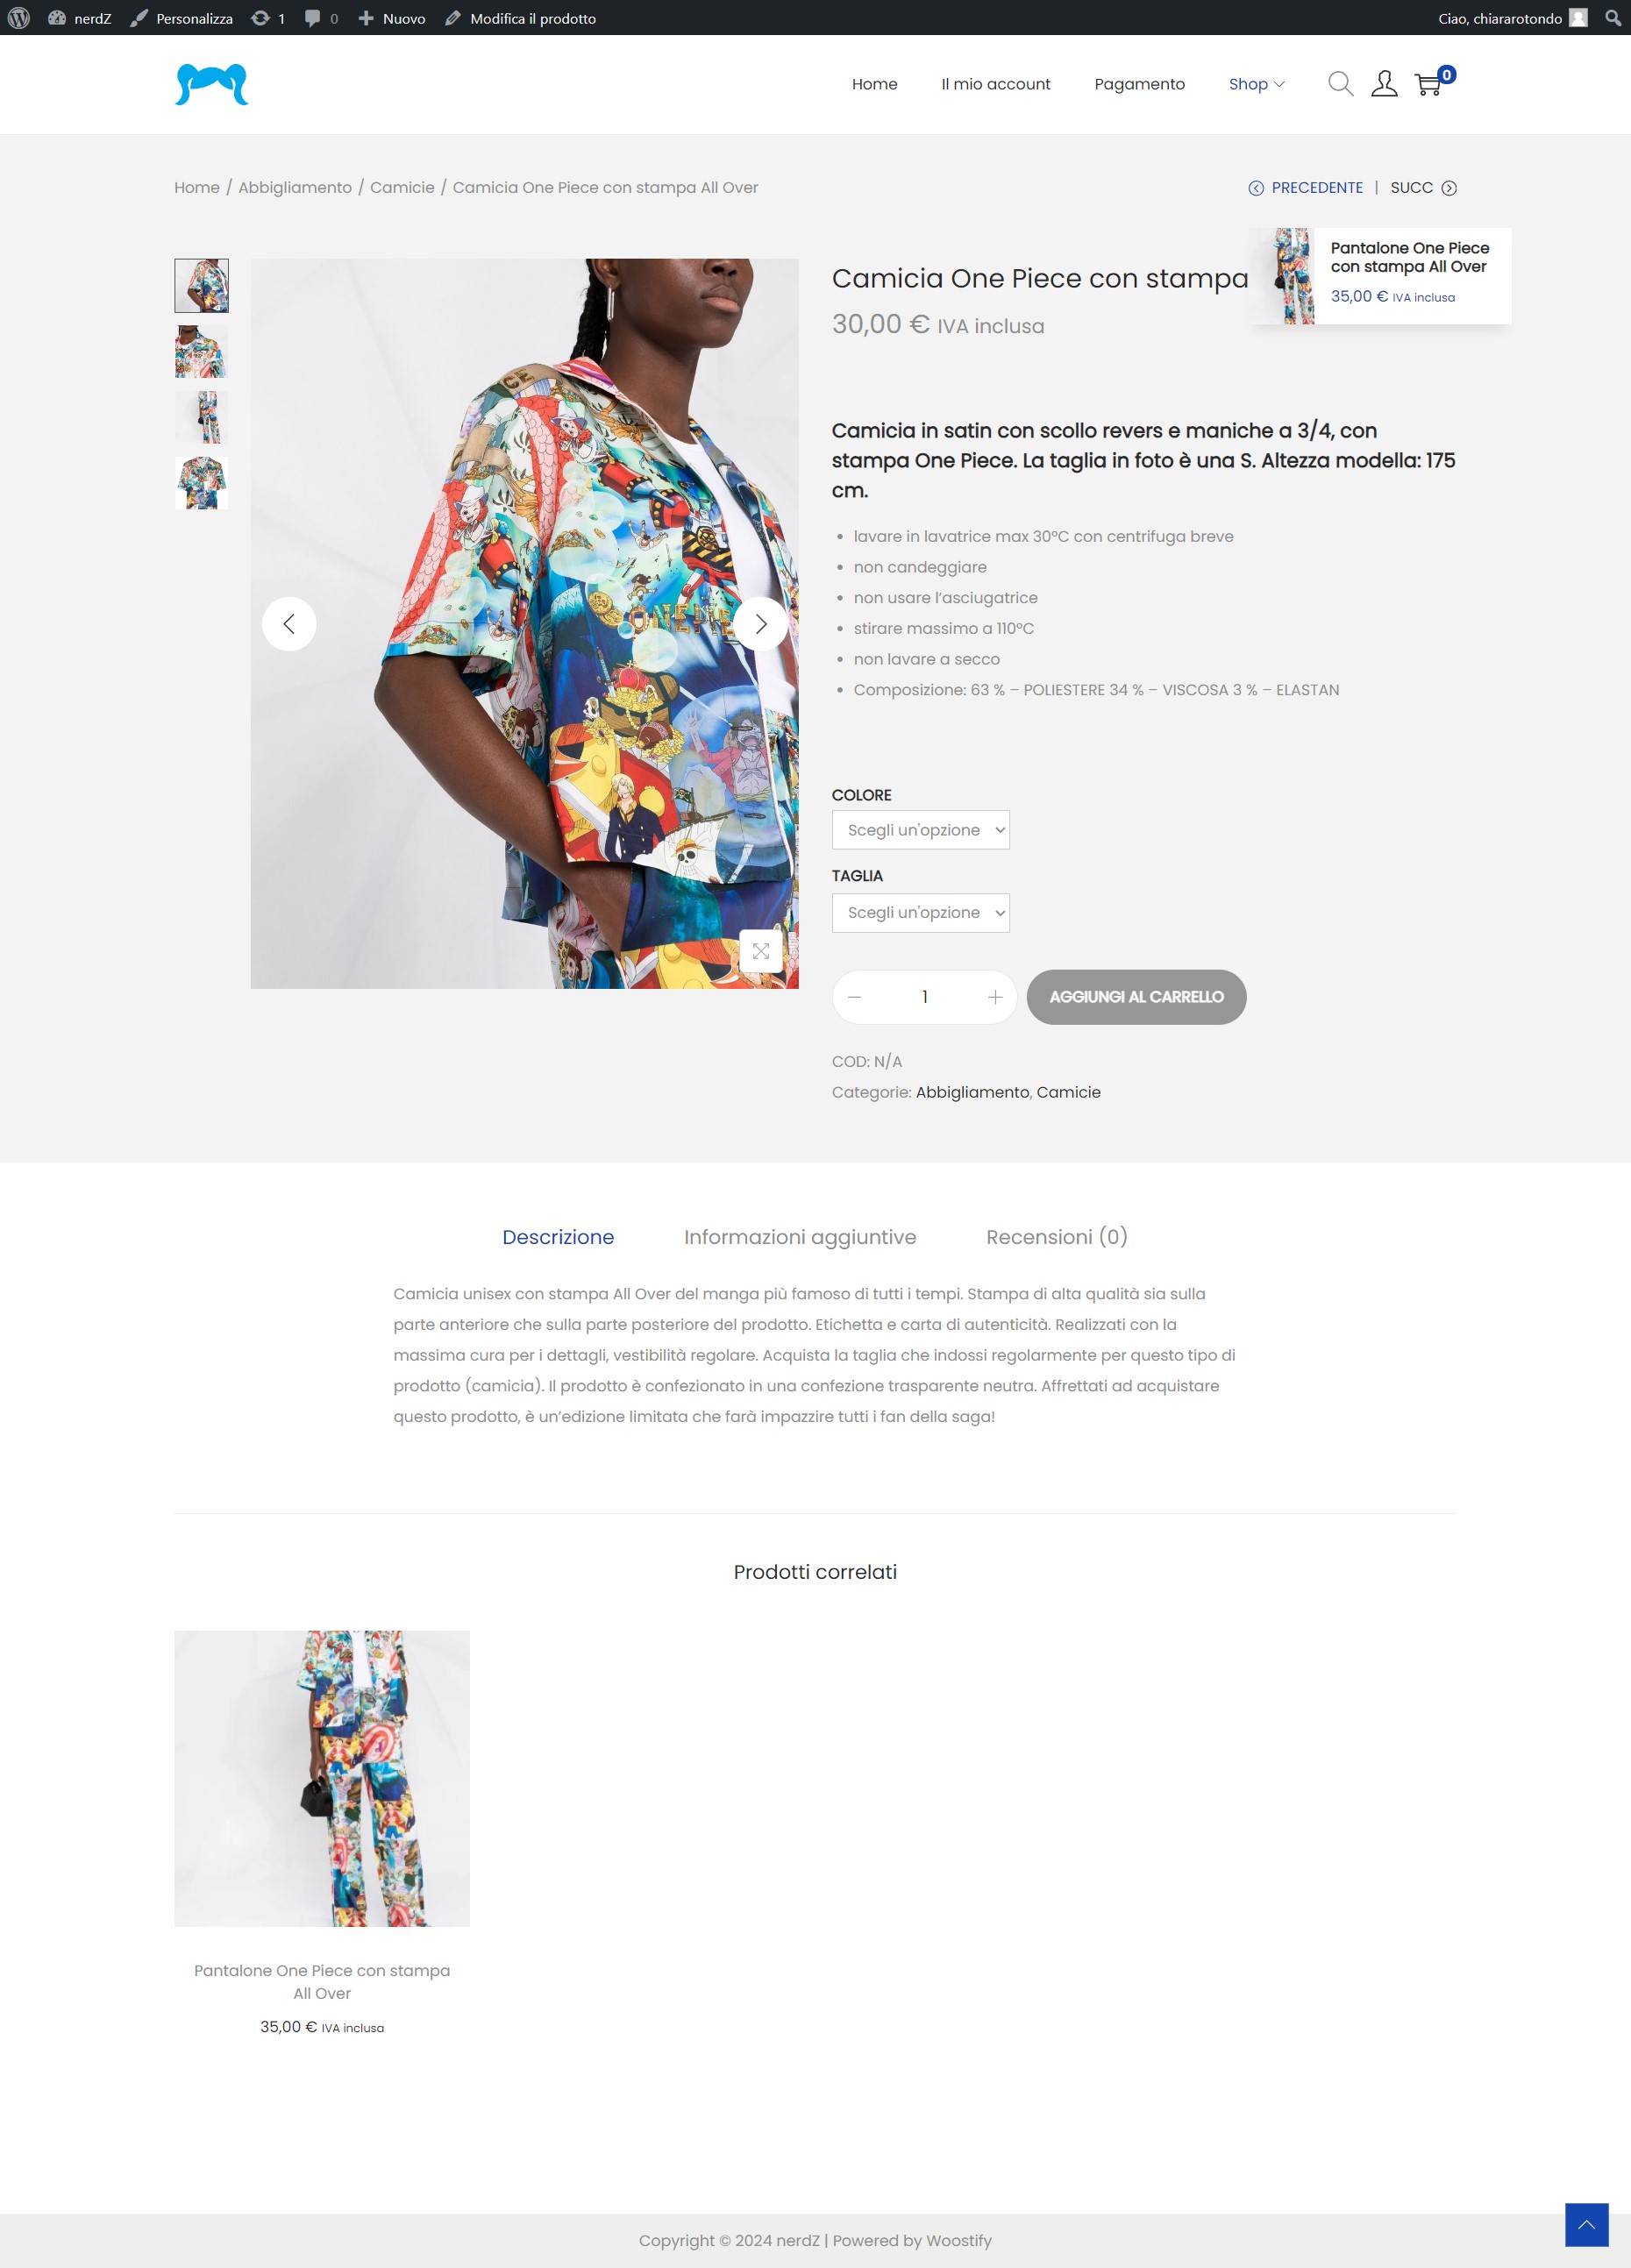 nerdZ Personalizza 1 0 Nuovo Modifica il prodotto Ciao, chiararotondo
Home Il mio account Pagamento Shop 0
Home / Abbigliamento / Camicie / Camicia One Piece con stampa All Over PRECEDENTE | SUCC
Pantalone One Piece
con stampa All Over
35,00 € IVA inclusa
Camicia One Piece con stampa
30,00 € IVA inclusa
Camicia in satin con scollo revers e maniche a 3/4, con
stampa One Piece. La taglia in foto è una S. Altezza modella: 175
cm.
lavare in lavatrice max 30°C con centrifuga breve
non candeggiare
non usare l’asciugatrice
stirare massimo a 110°C
non lavare a secco
Composizione: 63 % – POLIESTERE 34 % – VISCOSA 3 % – ELASTAN
COLORE
Scegli un'opzione
TAGLIA
Scegli un'opzione
1 AGGIUNGI AL CARRELLO
COD: N/A
Categorie: Abbigliamento, Camicie
Descrizione Informazioni aggiuntive Recensioni (0)
Camicia unisex con stampa All Over del manga più famoso di tutti i tempi. Stampa di alta qualità sia sulla
parte anteriore che sulla parte posteriore del prodotto. Etichetta e carta di autenticità. Realizzati con la
massima cura per i dettagli, vestibilità regolare. Acquista la taglia che indossi regolarmente per questo tipo di
prodotto (camicia). Il prodotto è confezionato in una confezione trasparente neutra. Affrettati ad acquistare
questo prodotto, è un’edizione limitata che farà impazzire tutti i fan della saga!
Prodotti correlati
Pantalone One Piece con stampa
All Over
35,00 € IVA inclusa
Copyright © 2024 nerdZ | Powered by Woostify